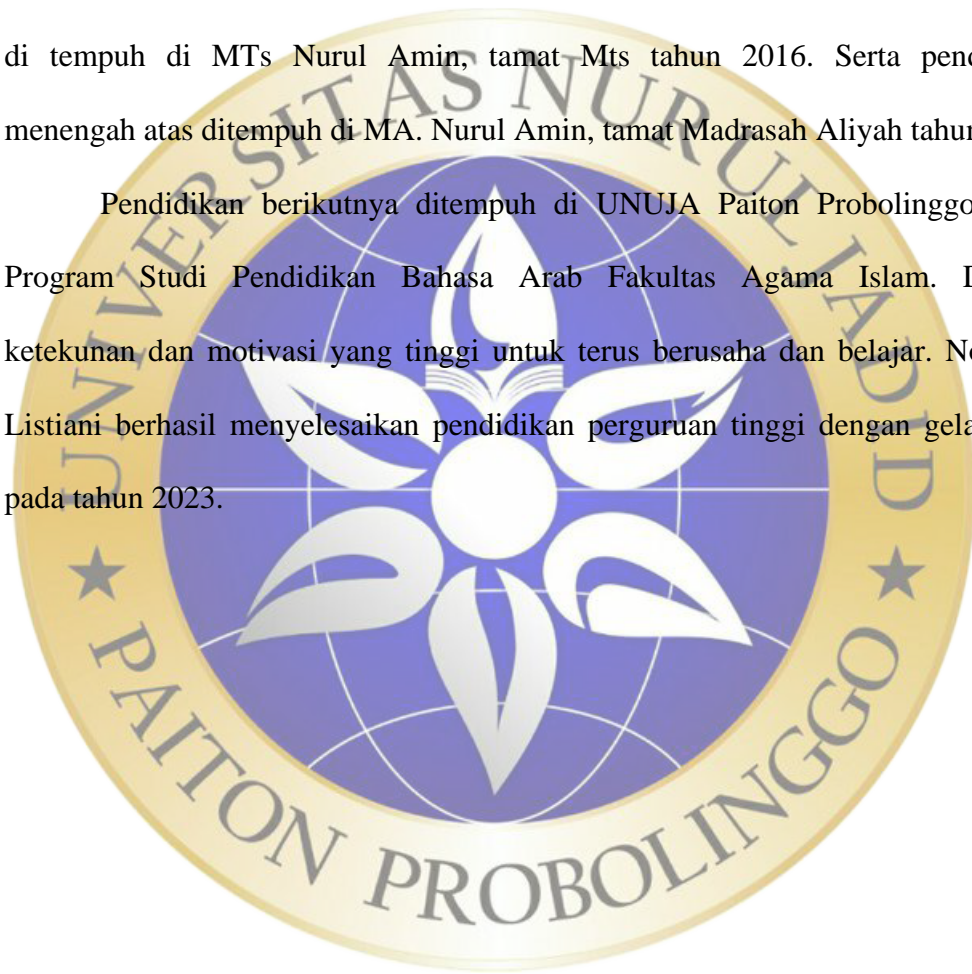 di tempuh di MTs Nurul Amin, tamat Mts tahun 2016. Serta
menengah atas ditempuh di MA. Nurul Amin, tamat Madrasah Aliyah
Pendidikan berikutnya ditempuh di UNUJA Paiton Probolinggo
Program Studi Pendidikan Bahasa Arab Fakultas Agama Islam.
ketekunan dan motivasi yang tinggi untuk terus berusaha dan belajar.
Listiani berhasil menyelesaikan pendidikan perguruan tinggi dengan
pada tahun 2023.
UNIVERSITAS NURUL JADID
PAITON PROBOLINGGO